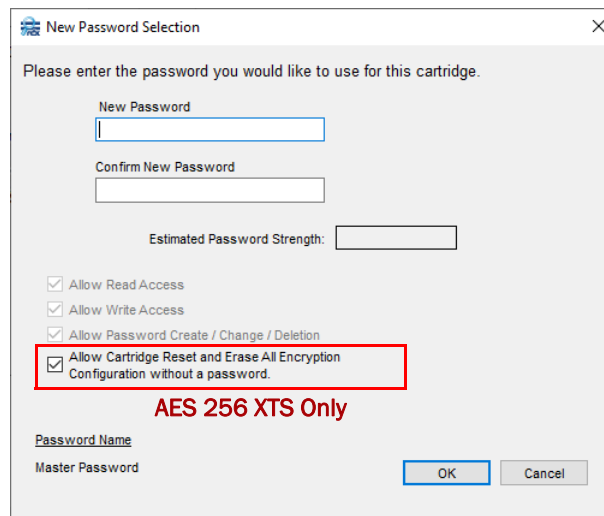 New Password Selection
Please enter the password you would like to use for this cartridge.
New Password
Confirm New Password
Estimated Password Strength:
Allow Read Access
Allow Write Access
Allow Password Create / Change / Deletion
Allow Cartridge Reset and Erase All Encryption
Configuration without a password.
AES 256 XTS Only
Password Name
Master Password
OK
Cancel